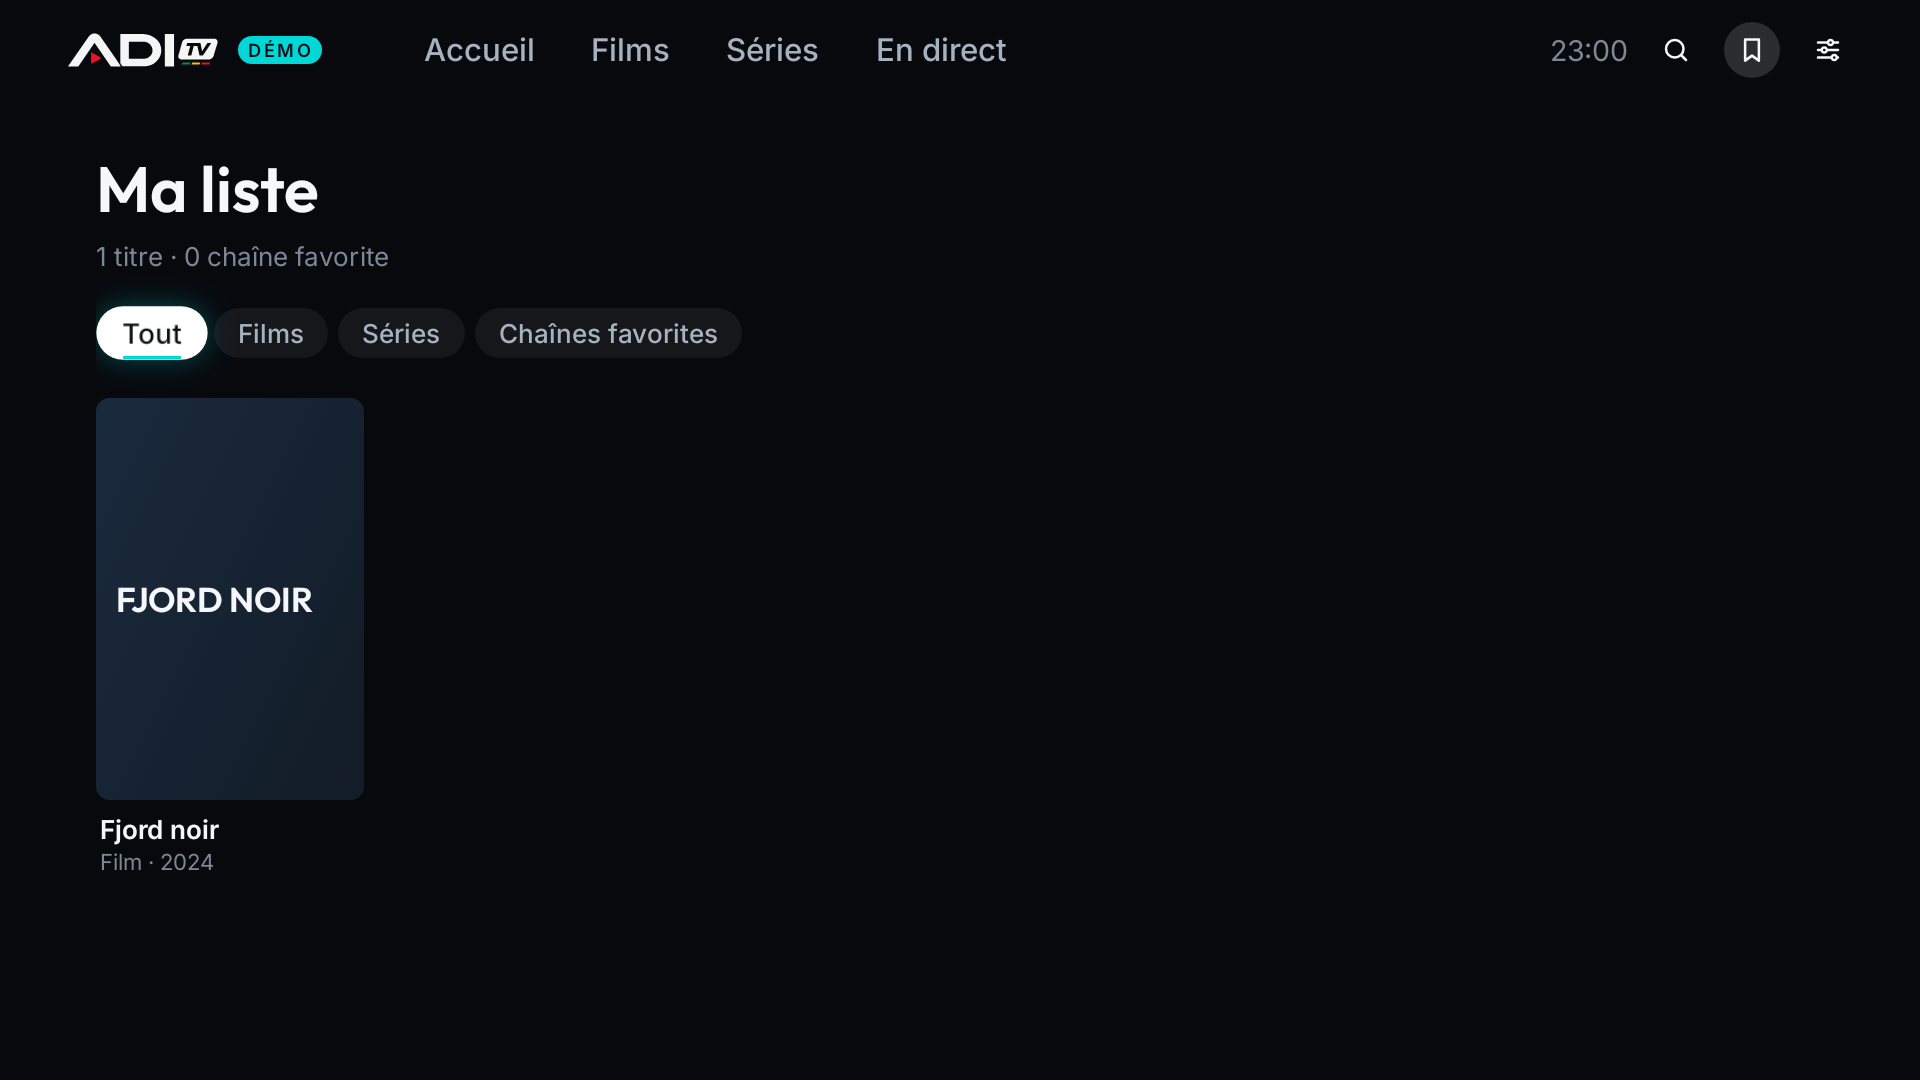 ADI TV DÉMO Accueil Films Séries En direct 23:00
Ma liste
1 titre · 0 chaîne favorite
Tout Films Séries Chaînes favorites
FJORD NOIR
Fjord noir
Film · 2024